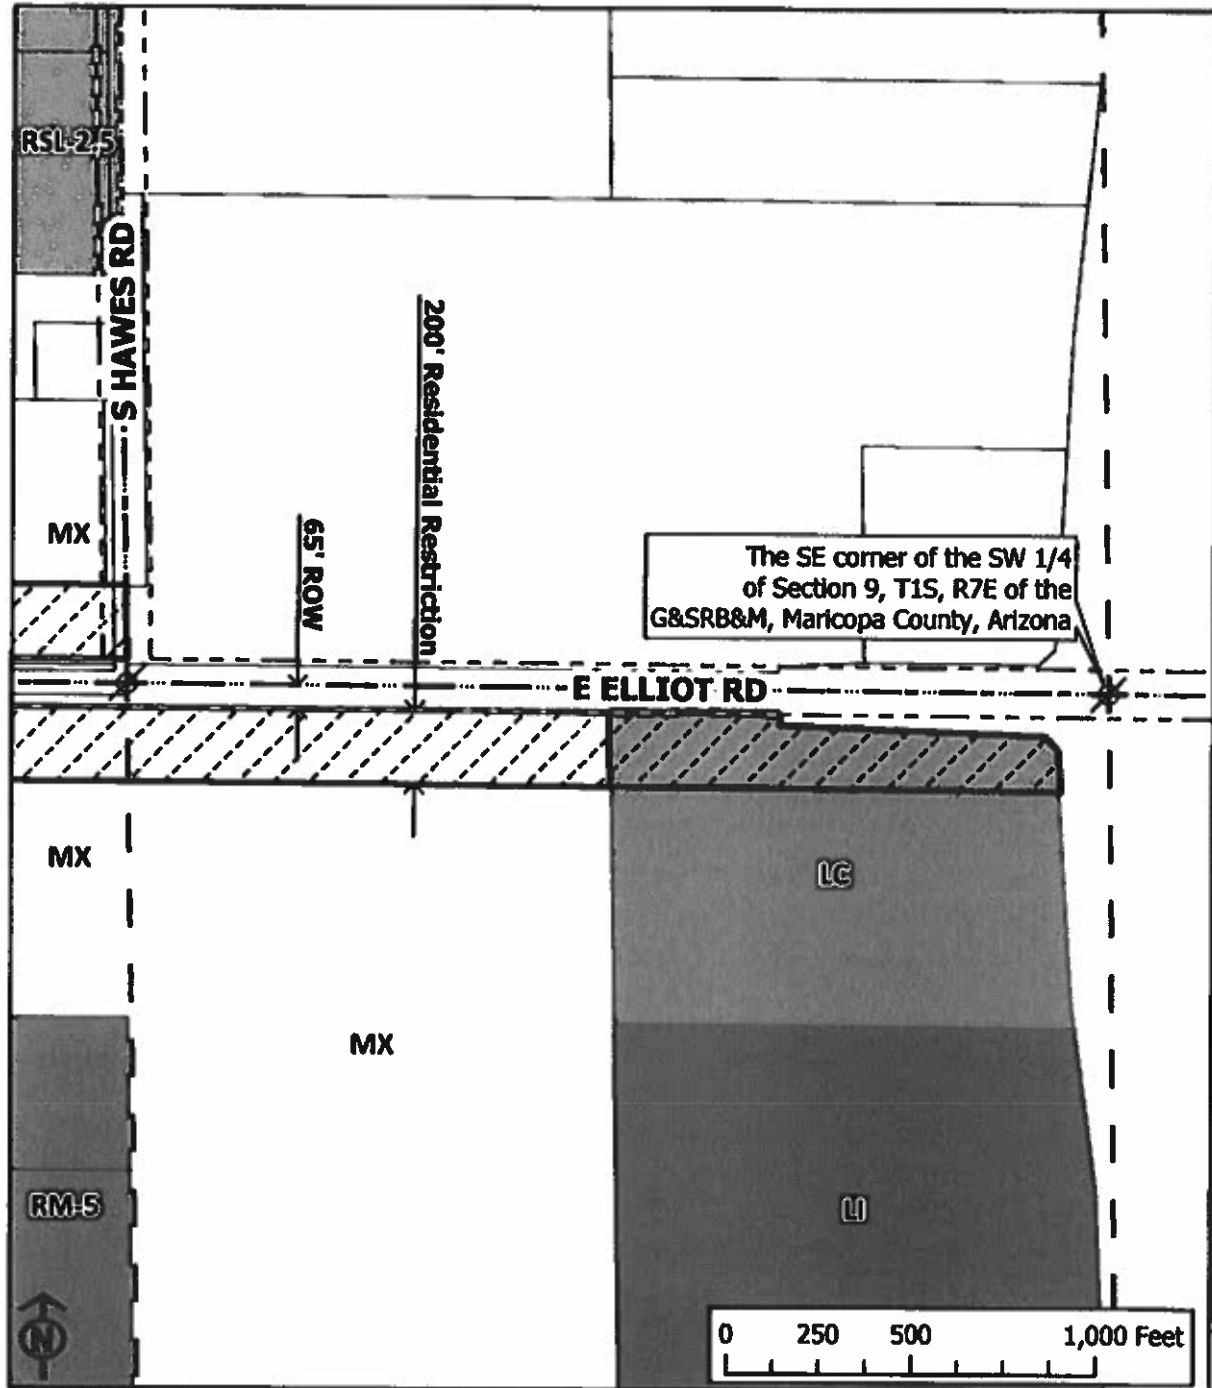 RSL-2.5
S HAWES RD
200' Residential Restriction
65' ROW
MX
The SE corner of the SW 1/4
of Section 9, T1S, R7E of the
G&SRB&M, Maricopa County, Arizona
E ELLIOT RD
MX
LC
MX
RM-5
LI
N
0 250 500 1,000 Feet